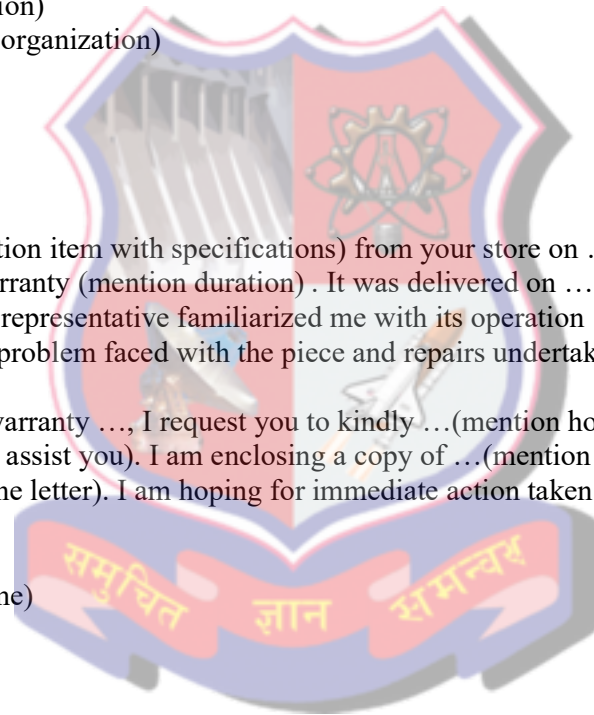 ion)
organization)
tion item with specifications) from your store on .
rranty (mention duration) . It was delivered on …
representative familiarized me with its operation
problem faced with the piece and repairs undertak
warranty …, I request you to kindly …(mention ho
assist you). I am enclosing a copy of …(mention
he letter). I am hoping for immediate action taken
me)
समुचित ज्ञान समन्वय